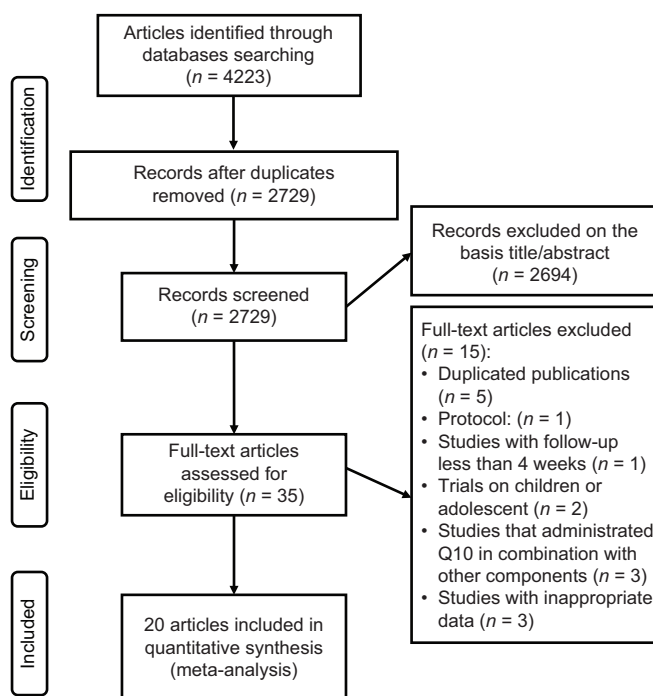 Articles identified through
databases searching
(n = 4223)
Identification
Records after duplicates
removed (n = 2729)
Screening
Records screened
(n = 2729)
Records excluded on the
basis title/abstract
(n = 2694)
Eligibility
Full-text articles
assessed for
eligibility (n = 35)
Full-text articles excluded
(n = 15):
• Duplicated publications
(n = 5)
• Protocol: (n = 1)
• Studies with follow-up
less than 4 weeks (n = 1)
• Trials on children or
adolescent (n = 2)
• Studies that administrated
Q10 in combination with
other components (n = 3)
• Studies with inappropriate
data (n = 3)
Included
20 articles included in
quantitative synthesis
(meta-analysis)